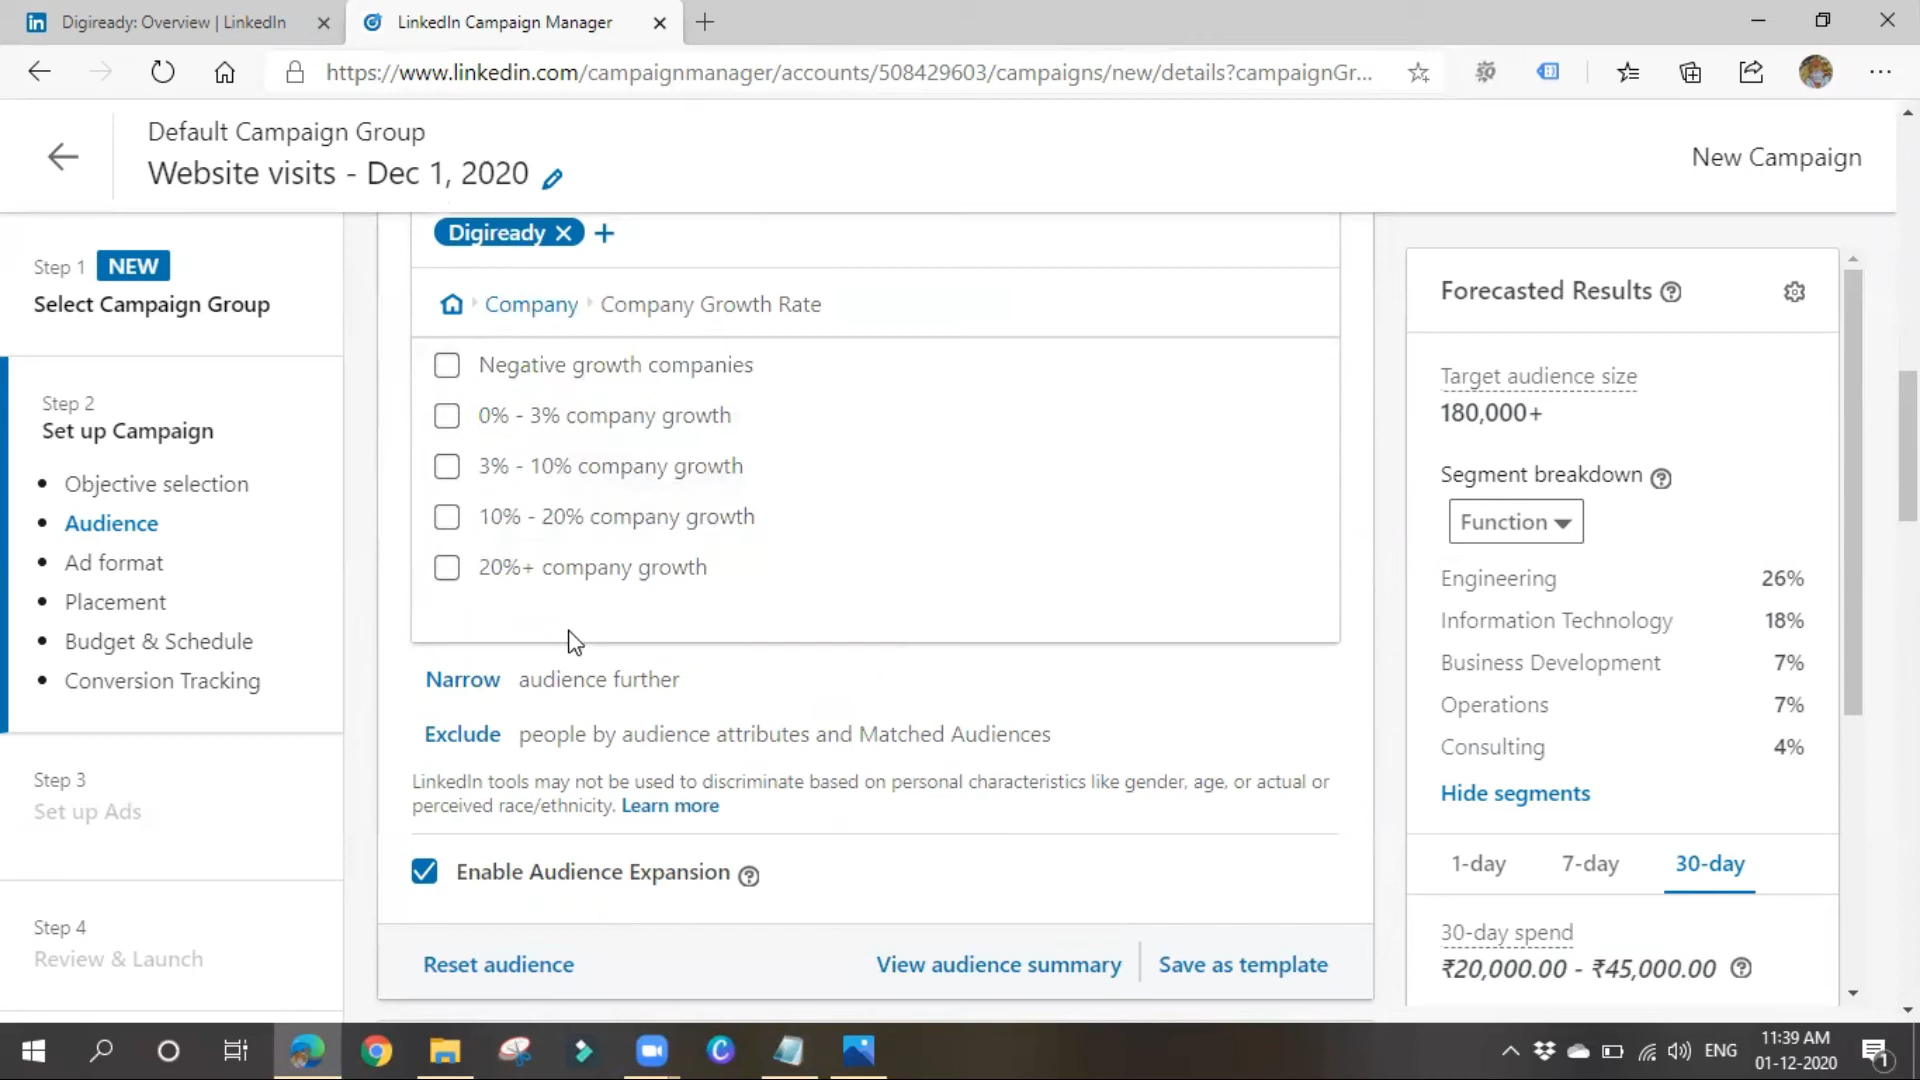 Digiready: Overview | LinkedIn
LinkedIn Campaign Manager
https://www.linkedin.com/campaignmanager/accounts/508429603/campaigns/new/details?campaignGr...
Default Campaign Group
Website visits - Dec 1, 2020
New Campaign
Step 1 NEW
Select Campaign Group
Step 2
Set up Campaign
Objective selection
Audience
Ad format
Placement
Budget & Schedule
Conversion Tracking
Step 3
Set up Ads
Step 4
Review & Launch
Digiready
Company
Company Growth Rate
Negative growth companies
0% - 3% company growth
3% - 10% company growth
10% - 20% company growth
20%+ company growth
Narrow audience further
Exclude people by audience attributes and Matched Audiences
LinkedIn tools may not be used to discriminate based on personal characteristics like gender, age, or actual or
perceived race/ethnicity. Learn more
Enable Audience Expansion
Reset audience
View audience summary
Save as template
Forecasted Results
Target audience size
180,000+
Segment breakdown
Function
Engineering 26%
Information Technology 18%
Business Development 7%
Operations 7%
Consulting 4%
Hide segments
1-day 7-day 30-day
30-day spend
₹20,000.00 - ₹45,000.00
ENG
11:39 AM
01-12-2020
1